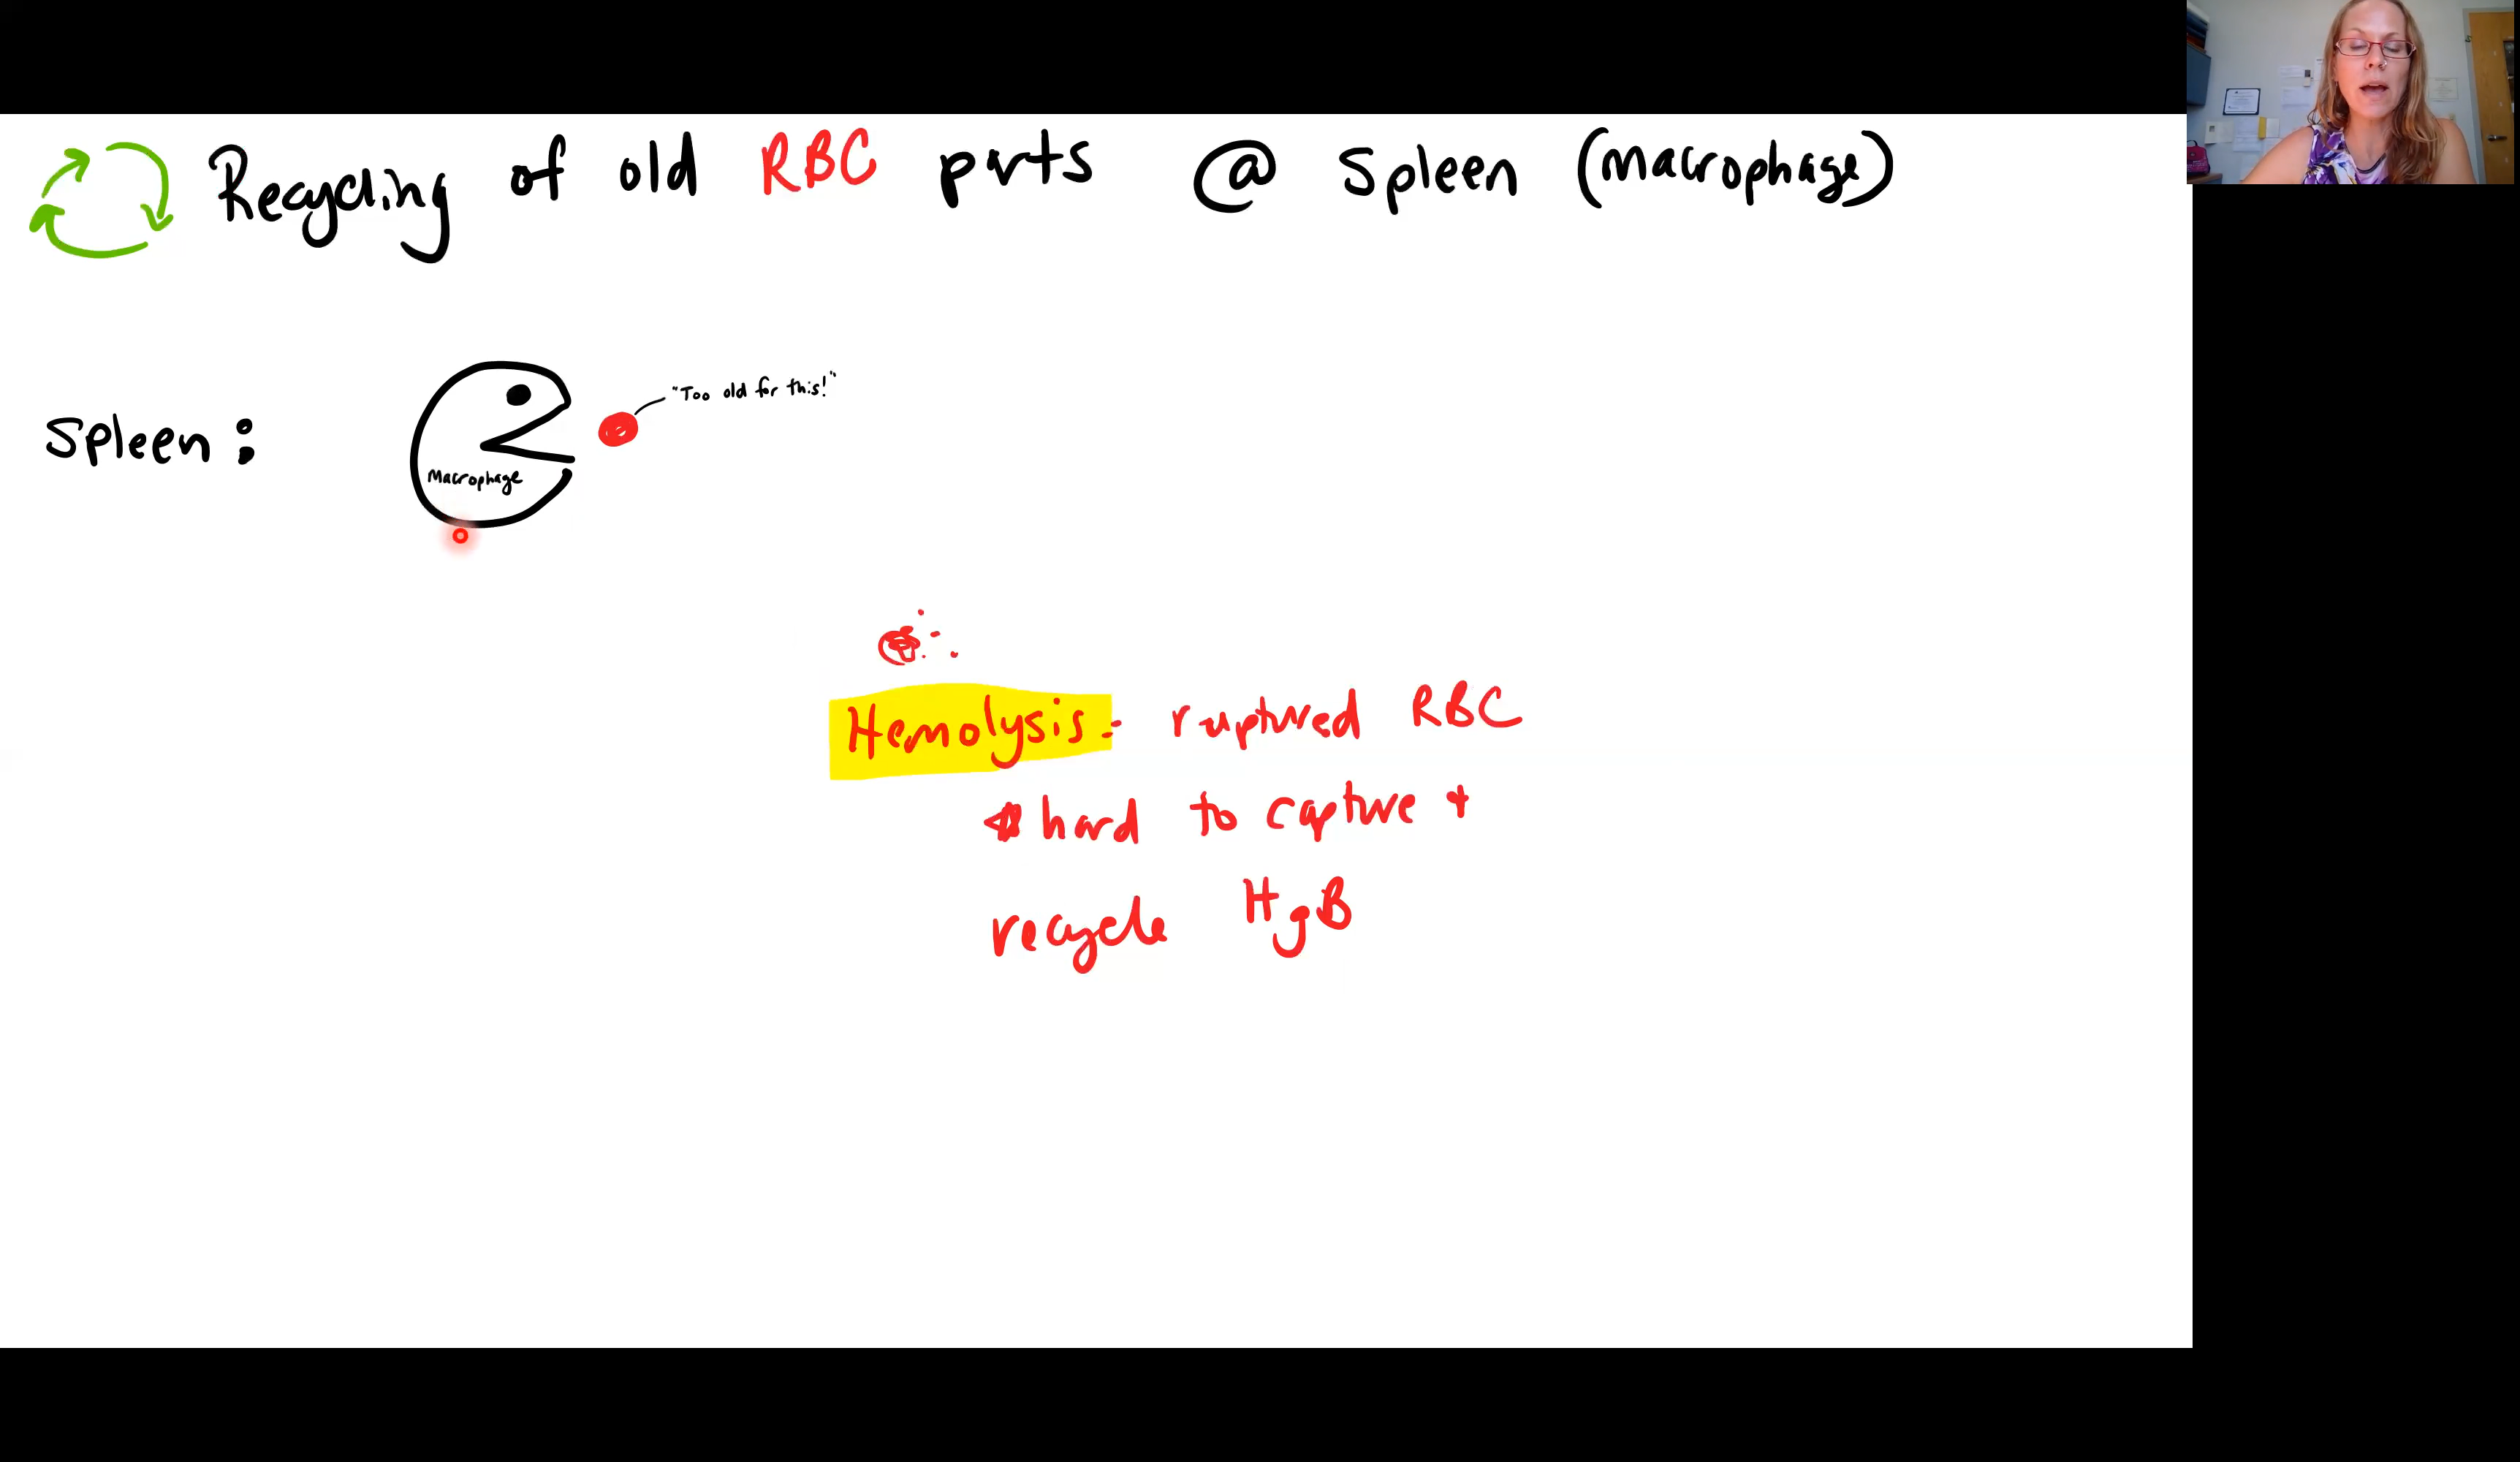 Recycling of old RBC parts @ Spleen (macrophage)
"Too old for this!"
Spleen:
Macrophage
Hemolysis: ruptured RBC
hard to capture +
recycle HgB